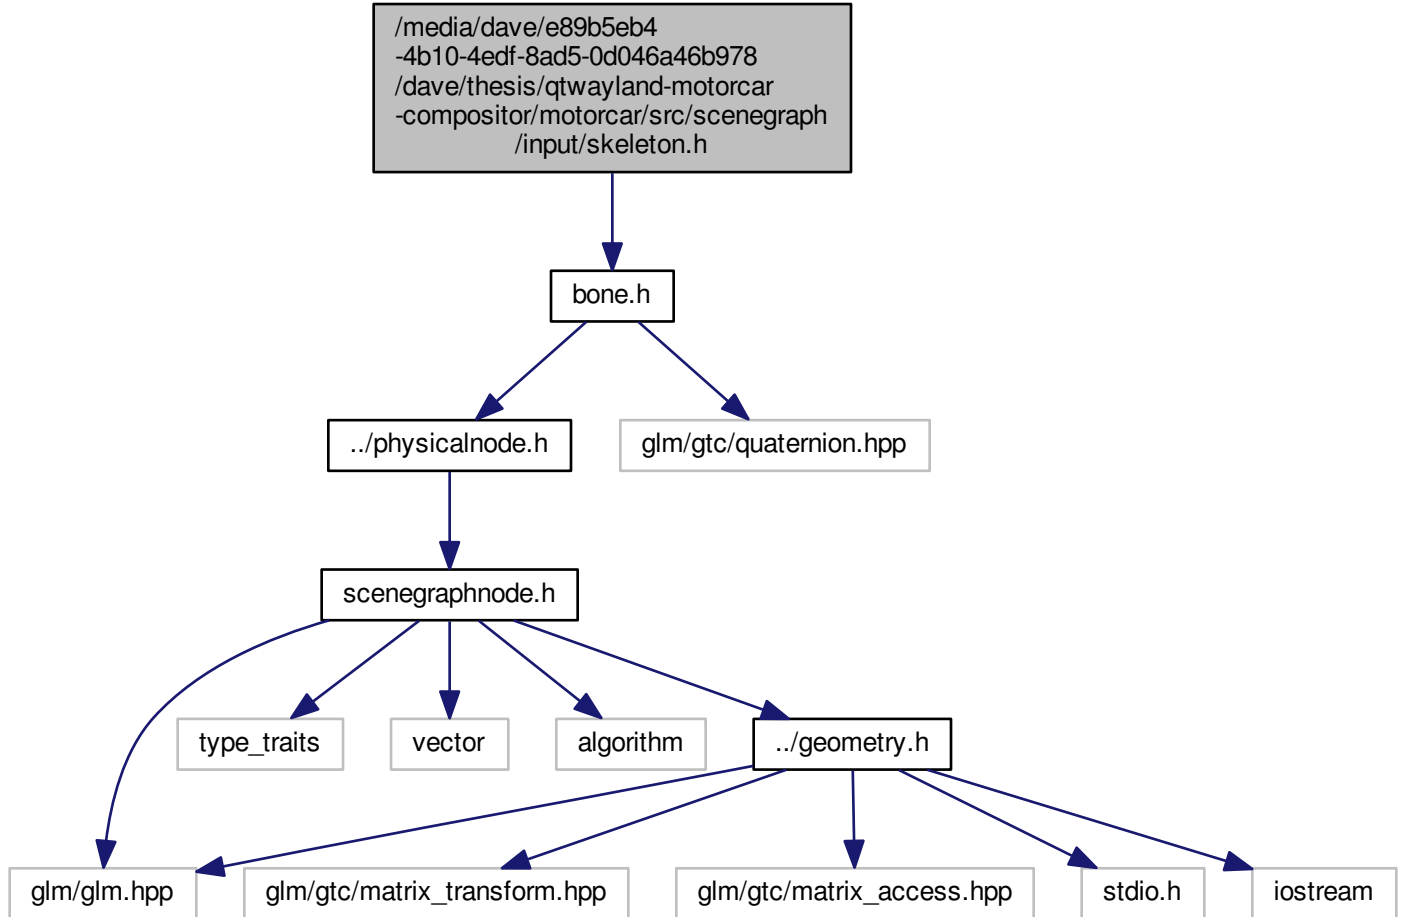 /media/dave/e89b5eb4
-4b10-4edf-8ad5-0d046a46b978
/dave/thesis/qtwayland-motorcar
-compositor/motorcar/src/scenegraph
/input/skeleton.h
bone.h
../physicalnode.h
glm/gtc/quaternion.hpp
scenegraphnode.h
type_traits
vector
algorithm
../geometry.h
glm/glm.hpp
glm/gtc/matrix_transform.hpp
glm/gtc/matrix_access.hpp
stdio.h
iostream